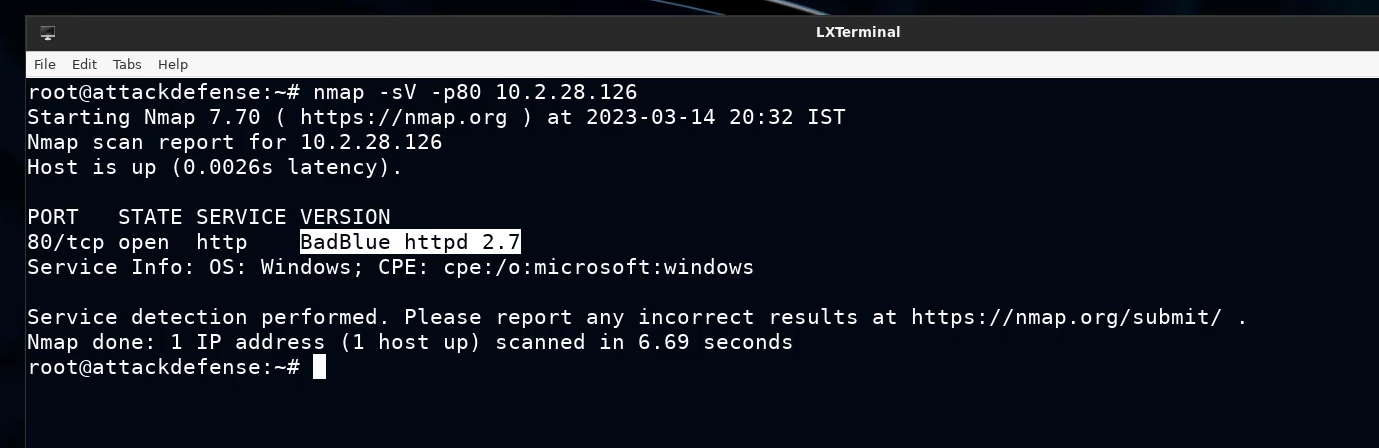 LXTerminal
File Edit Tabs Help
root@attackdefense:~# nmap -sV -p80 10.2.28.126
Starting Nmap 7.70 ( https://nmap.org ) at 2023-03-14 20:32 IST
Nmap scan report for 10.2.28.126
Host is up (0.0026s latency).
PORT   STATE SERVICE VERSION
80/tcp open  http    BadBlue httpd 2.7
Service Info: OS: Windows; CPE: cpe:/o:microsoft:windows
Service detection performed. Please report any incorrect results at https://nmap.org/submit/ .
Nmap done: 1 IP address (1 host up) scanned in 6.69 seconds
root@attackdefense:~#